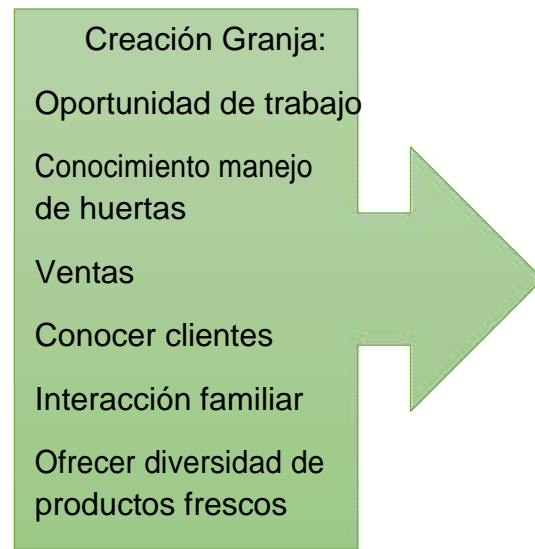 Creación Granja:
Oportunidad de trabajo
Conocimiento manejo
de huertas
Ventas
Conocer clientes
Interacción familiar
Ofrecer diversidad de
productos frescos